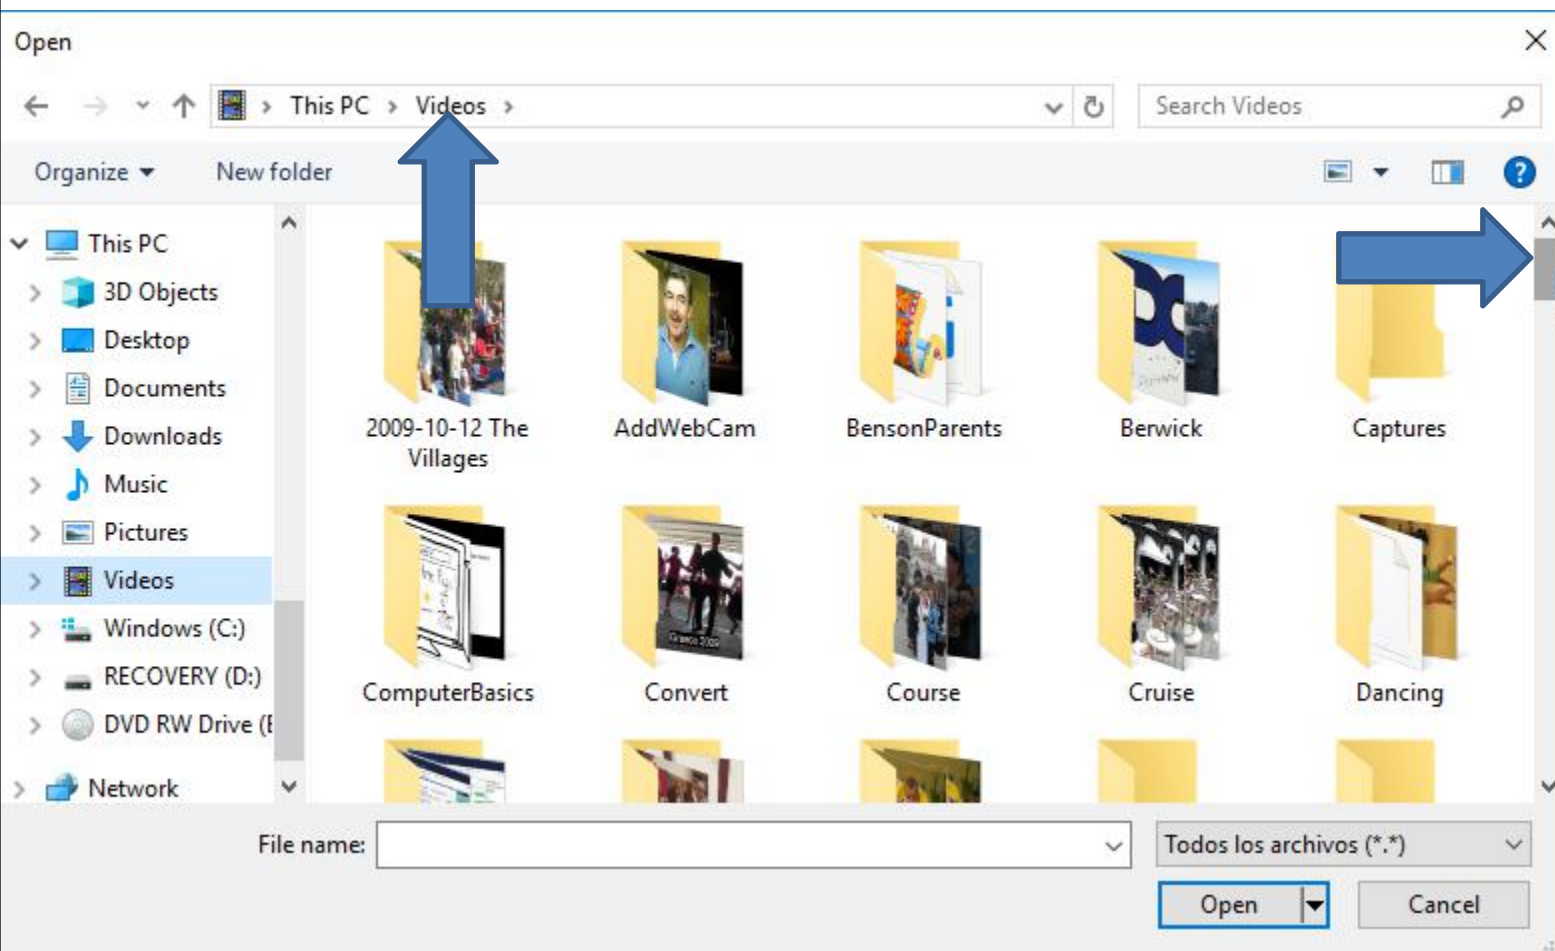 Open
This PC > Videos >
Search Videos
Organize
New folder
This PC
3D Objects
Desktop
Documents
Downloads
Music
Pictures
Videos
Windows (C:)
RECOVERY (D:)
DVD RW Drive (E
Network
2009-10-12 The
Villages
AddWebCam
BensonParents
Berwick
Captures
ComputerBasics
Convert
Course
Cruise
Dancing
Greece 2009
File name:
Todos los archivos (*.*)
Open
Cancel